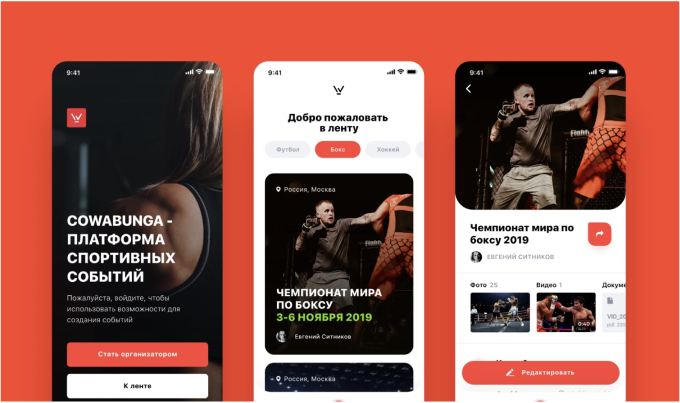 9:41
COWABUNGA -
ПЛАТФОРМА
СПОРТИВНЫХ
СОБЫТИЙ
Пожалуйста, войдите, чтобы
использовать возможности для
создания событий
Стать организатором
К ленте
9:41
Добро пожаловать
в ленту
Футбол Бокс Хоккей
Россия, Москва
ЧЕМПИОНАТ МИРА
ПО БОКСУ
3-6 НОЯБРЯ 2019
Евгений Ситников
Россия, Москва
9:41
Чемпионат мира по
боксу 2019
ЕВГЕНИЙ СИТНИКОВ
Фото 25 Видео 1 Докуме
0:40
VID_20
Редактировать